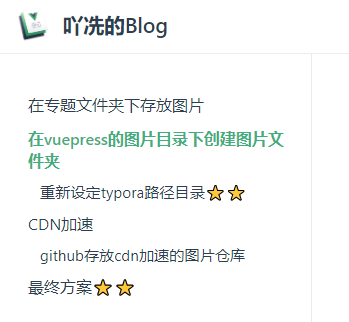 吖冼的Blog
在专题文件夹下存放图片
在vuepress的图片目录下创建图片文
件夹
重新设定typora路径目录⭐⭐
CDN加速
github存放cdn加速的图片仓库
最终方案⭐⭐